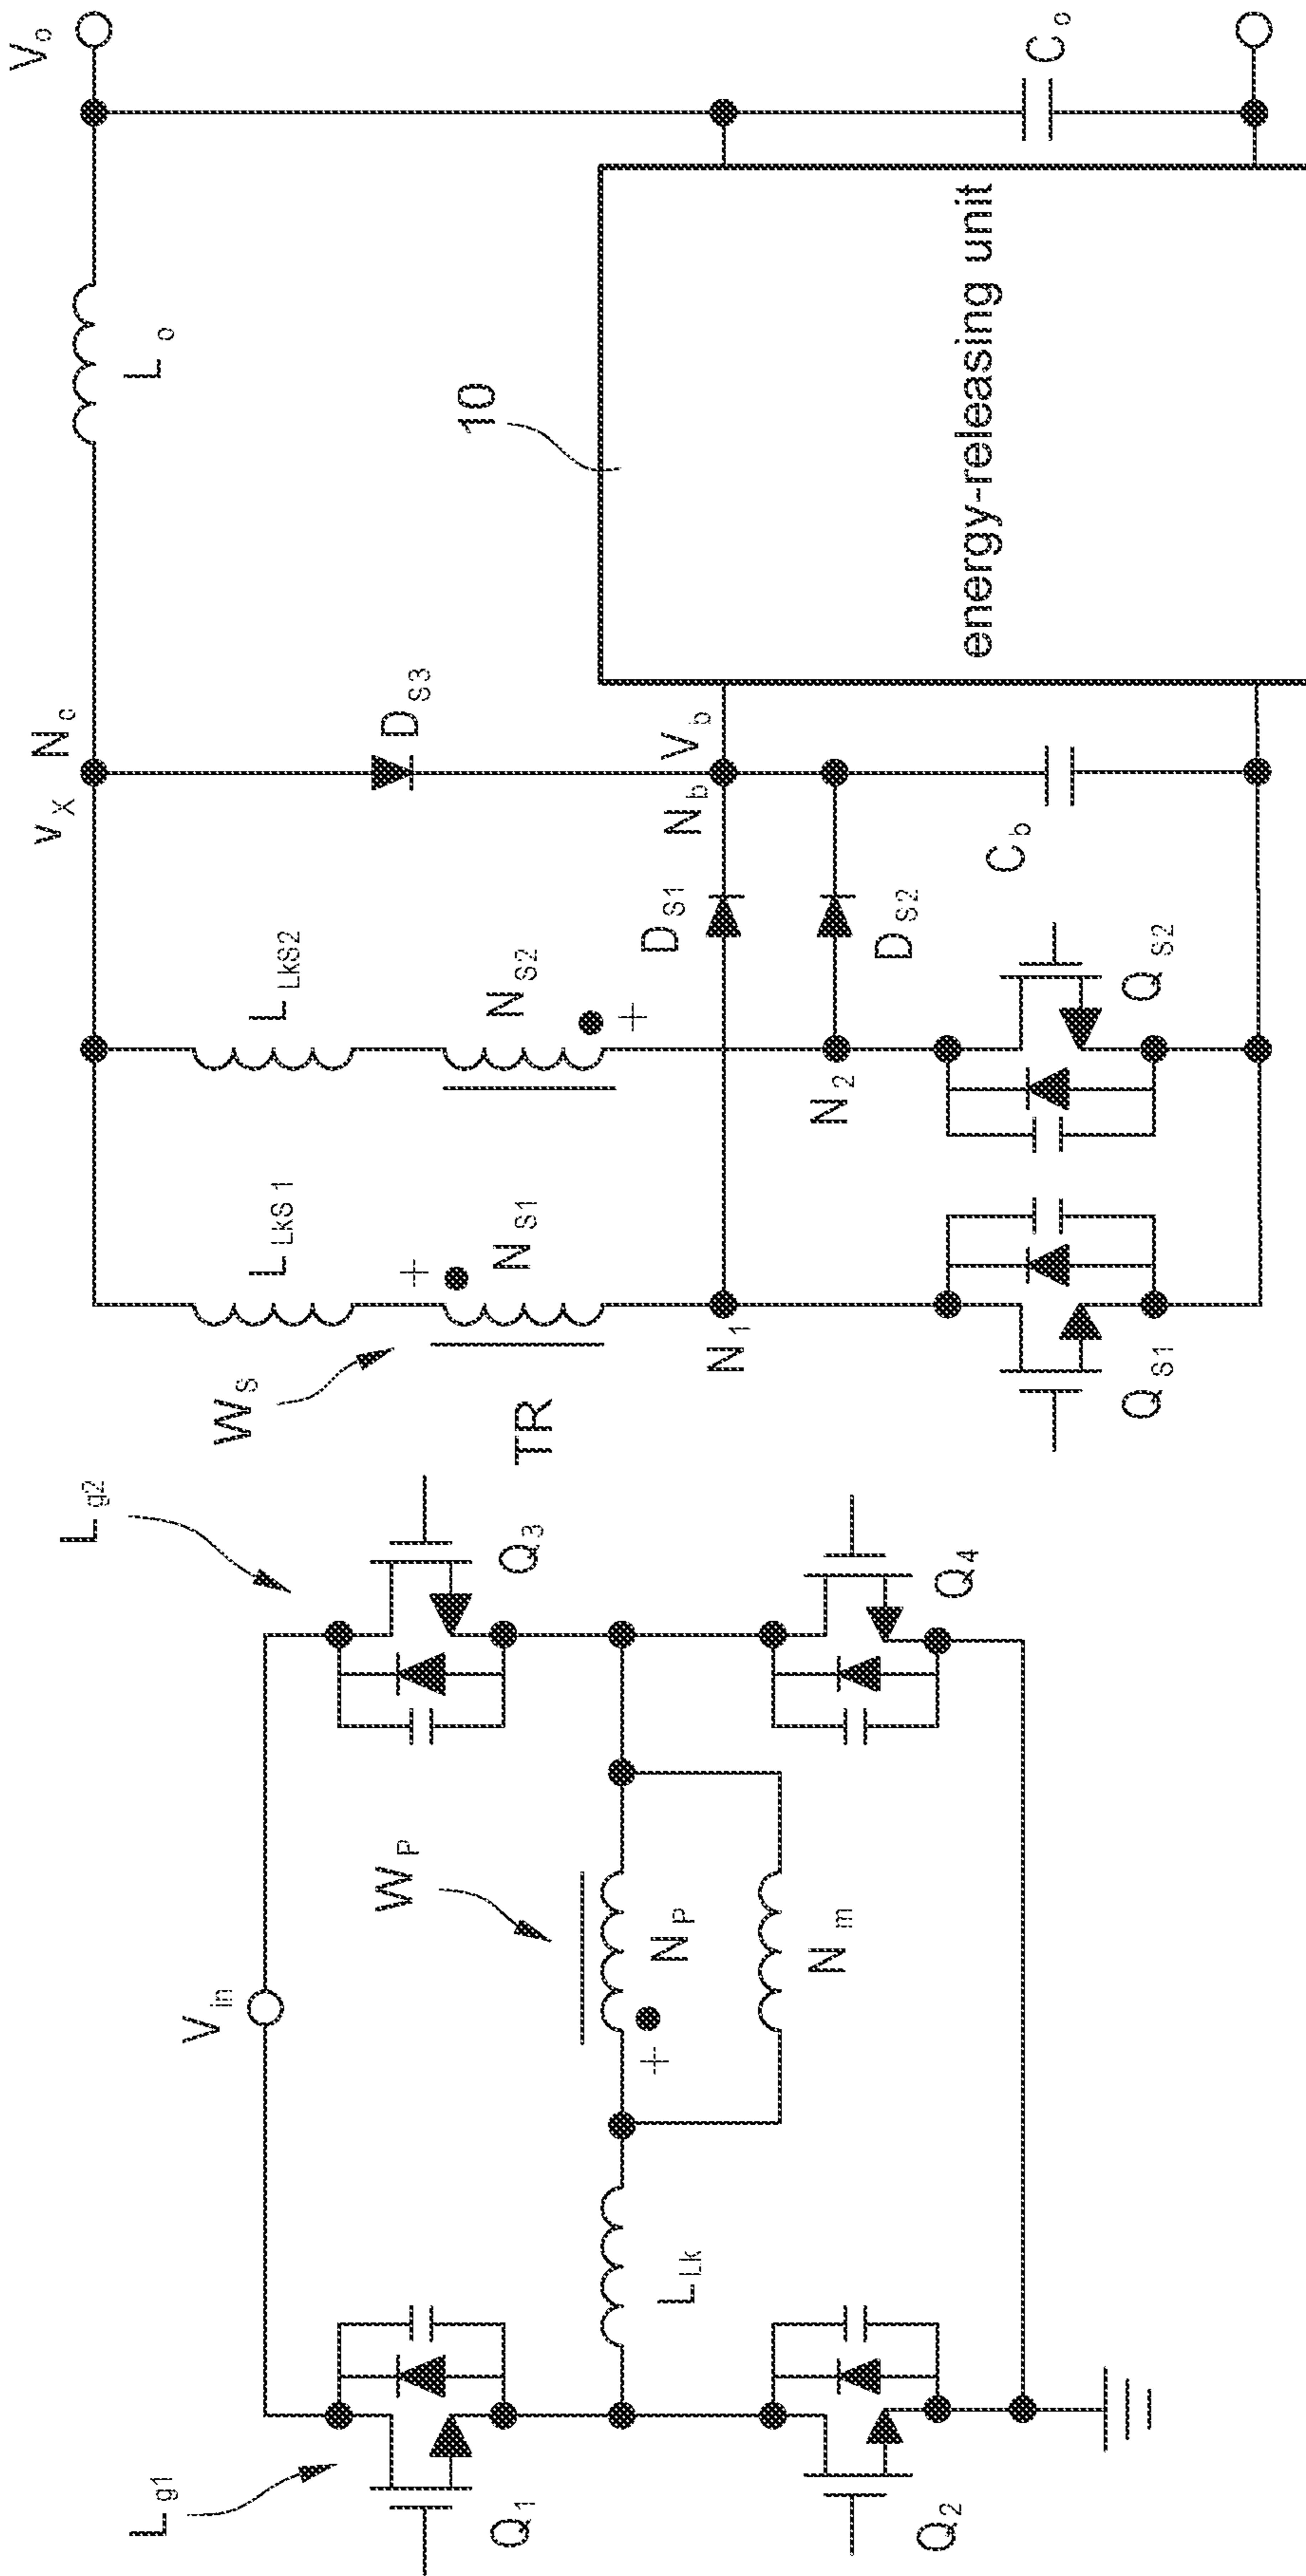 Lg1
Q1
Q2
Vin
LLk
WP
NP
+
Nm
Lg2
Q3
Q4
TR
WS
LLkS1
+
NS1
N1
QS1
LLkS2
NS2
+
N2
QS2
vX
Nc
DS3
DS1
DS2
Nb
Vb
Cb
Lo
10
energy-releasing unit
Vo
Co